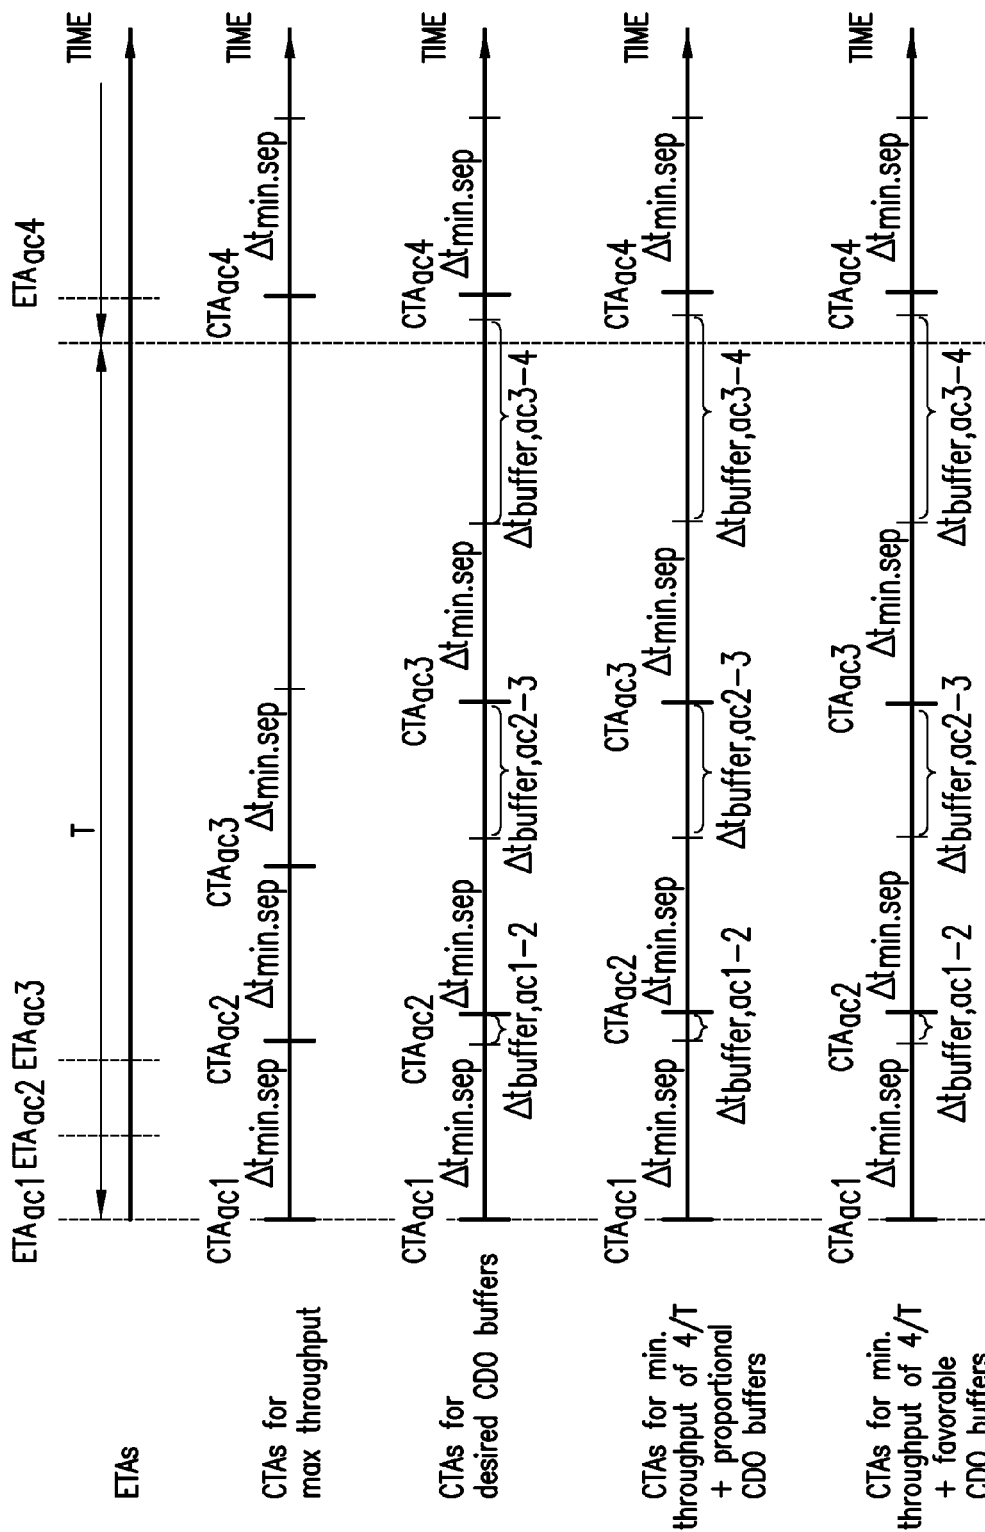 ETAs
ETAac1 ETAac2 ETAac3 ETAac4
T
TIME
CTAs for
max throughput
CTAac1 CTAac2 CTAac3 CTAac4
Δtmin.sep Δtmin.sep Δtmin.sep Δtmin.sep
TIME
CTAs for
desired CDO buffers
CTAac1 CTAac2 CTAac3 CTAac4
Δtmin.sep Δtmin.sep Δtmin.sep Δtmin.sep
TIME
Δtbuffer,ac1-2 Δtbuffer,ac2-3 Δtbuffer,ac3-4
CTAs for min.
throughput of 4/T
+ proportional
CDO buffers
CTAac1 CTAac2 CTAac3 CTAac4
Δtmin.sep Δtmin.sep Δtmin.sep Δtmin.sep
TIME
Δtbuffer,ac1-2 Δtbuffer,ac2-3 Δtbuffer,ac3-4
CTAs for min.
throughput of 4/T
+ favorable
CDO buffers
CTAac1 CTAac2 CTAac3 CTAac4
Δtmin.sep Δtmin.sep Δtmin.sep Δtmin.sep
TIME
Δtbuffer,ac1-2 Δtbuffer,ac2-3 Δtbuffer,ac3-4